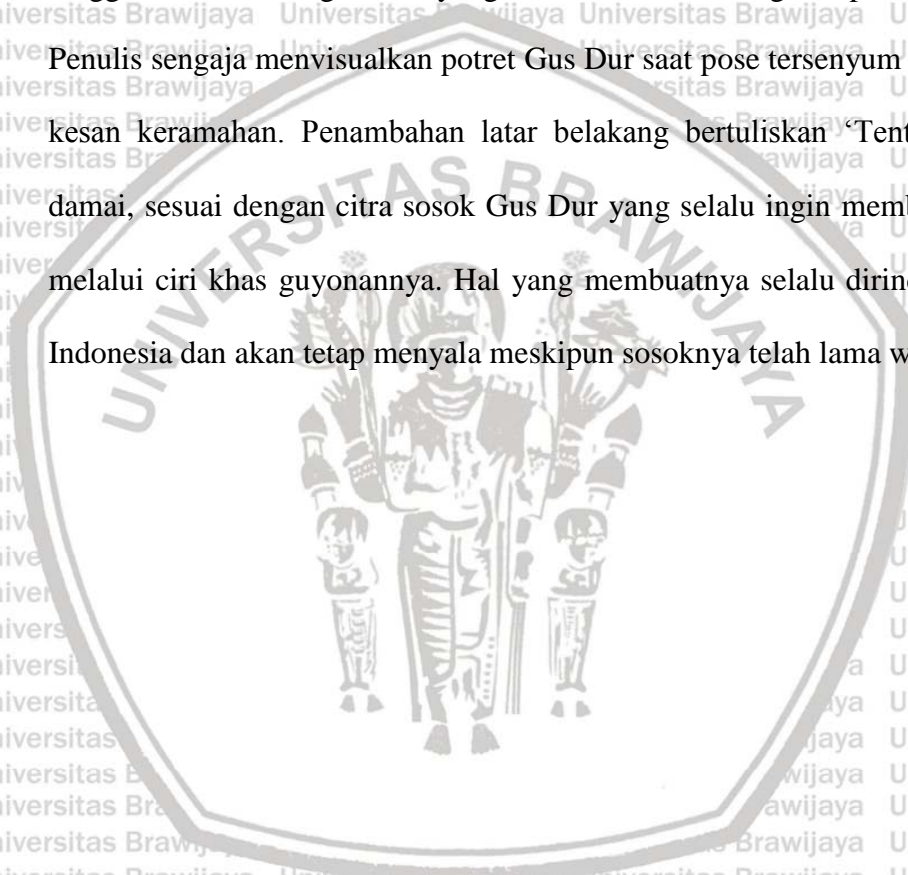 Penulis sengaja menvisualkan potret Gus Dur saat pose tersenyum
kesan keramahan. Penambahan latar belakang bertuliskan ‘Tent
damai, sesuai dengan citra sosok Gus Dur yang selalu ingin memb
melalui ciri khas guyonannya. Hal yang membuatnya selalu dirin
Indonesia dan akan tetap menyala meskipun sosoknya telah lama w
UNIVERSITAS BRAWIJAYA